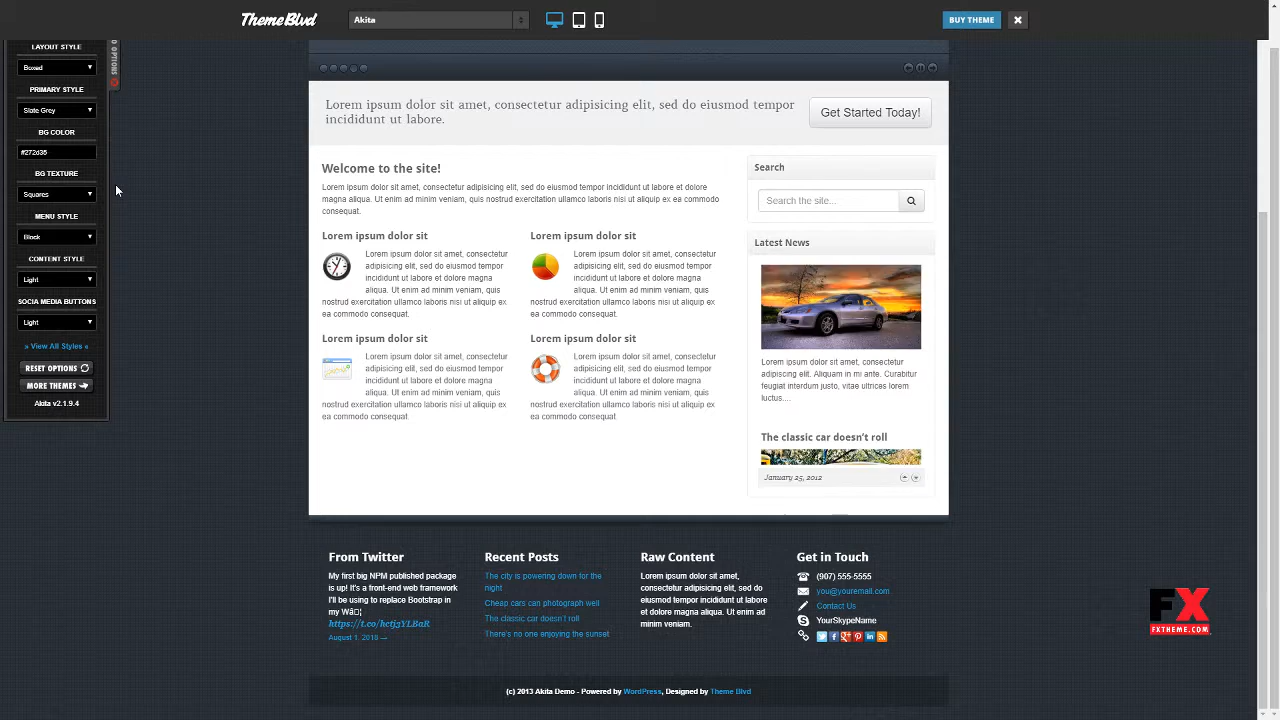 ThemeBlvd
Akita
BUY THEME
LAYOUT STYLE
Boxed
PRIMARY STYLE
Slate Grey
BG COLOR
#272d35
BG TEXTURE
Squares
MENU STYLE
Block
CONTENT STYLE
Light
SOCIA MEDIA BUTTONS
Light
» View All Styles «
RESET OPTIONS
MORE THEMES
Akita v2.1.9.4
OPTIONS
Lorem ipsum dolor sit amet, consectetur adipisicing elit, sed do eiusmod tempor
incididunt ut labore.
Get Started Today!
Welcome to the site!
Lorem ipsum dolor sit amet, consectetur adipisicing elit, sed do eiusmod tempor incididunt ut labore et dolore
magna aliqua. Ut enim ad minim veniam, quis nostrud exercitation ullamco laboris nisi ut aliquip ex ea commodo
consequat.
Lorem ipsum dolor sit
Lorem ipsum dolor sit amet, consectetur
adipisicing elit, sed do eiusmod tempor
incididunt ut labore et dolore magna
aliqua. Ut enim ad minim veniam, quis
nostrud exercitation ullamco laboris nisi ut aliquip ex
ea commodo consequat.
Lorem ipsum dolor sit
Lorem ipsum dolor sit amet, consectetur
adipisicing elit, sed do eiusmod tempor
incididunt ut labore et dolore magna
aliqua. Ut enim ad minim veniam, quis
nostrud exercitation ullamco laboris nisi ut aliquip ex
ea commodo consequat.
Lorem ipsum dolor sit
Lorem ipsum dolor sit amet, consectetur
adipisicing elit, sed do eiusmod tempor
incididunt ut labore et dolore magna
aliqua. Ut enim ad minim veniam, quis
nostrud exercitation ullamco laboris nisi ut aliquip ex
ea commodo consequat.
Lorem ipsum dolor sit
Lorem ipsum dolor sit amet, consectetur
adipisicing elit, sed do eiusmod tempor
incididunt ut labore et dolore magna
aliqua. Ut enim ad minim veniam, quis
nostrud exercitation ullamco laboris nisi ut aliquip ex
ea commodo consequat.
Search
Search the site...
Latest News
Lorem ipsum dolor sit amet, consectetur
adipiscing elit. Aliquam in mi ante. Curabitur
feugiat interdum justo, vitae ultrices lorem
luctus....
The classic car doesn't roll
January 25, 2012
From Twitter
My first big NPM published package
is up! It's a front-end web framework
I'll be using to replace Bootstrap in
https://t.co/hctj3YLBaR
August 1, 2016 —
Recent Posts
The city is powering down for the
night
Cheap cars can photograph well
The classic car doesn't roll
There's no one enjoying the sunset
Raw Content
Lorem ipsum dolor sit amet,
consectetur adipisicing elit, sed do
eiusmod tempor incididunt ut labore
et dolore magna aliqua. Ut enim ad
minim veniam.
Get in Touch
(907) 555-5555
you@youremail.com
Contact Us
YourSkypeName
(c) 2013 Akita Demo - Powered by WordPress, Designed by Theme Blvd
FX
FXTHEME.COM